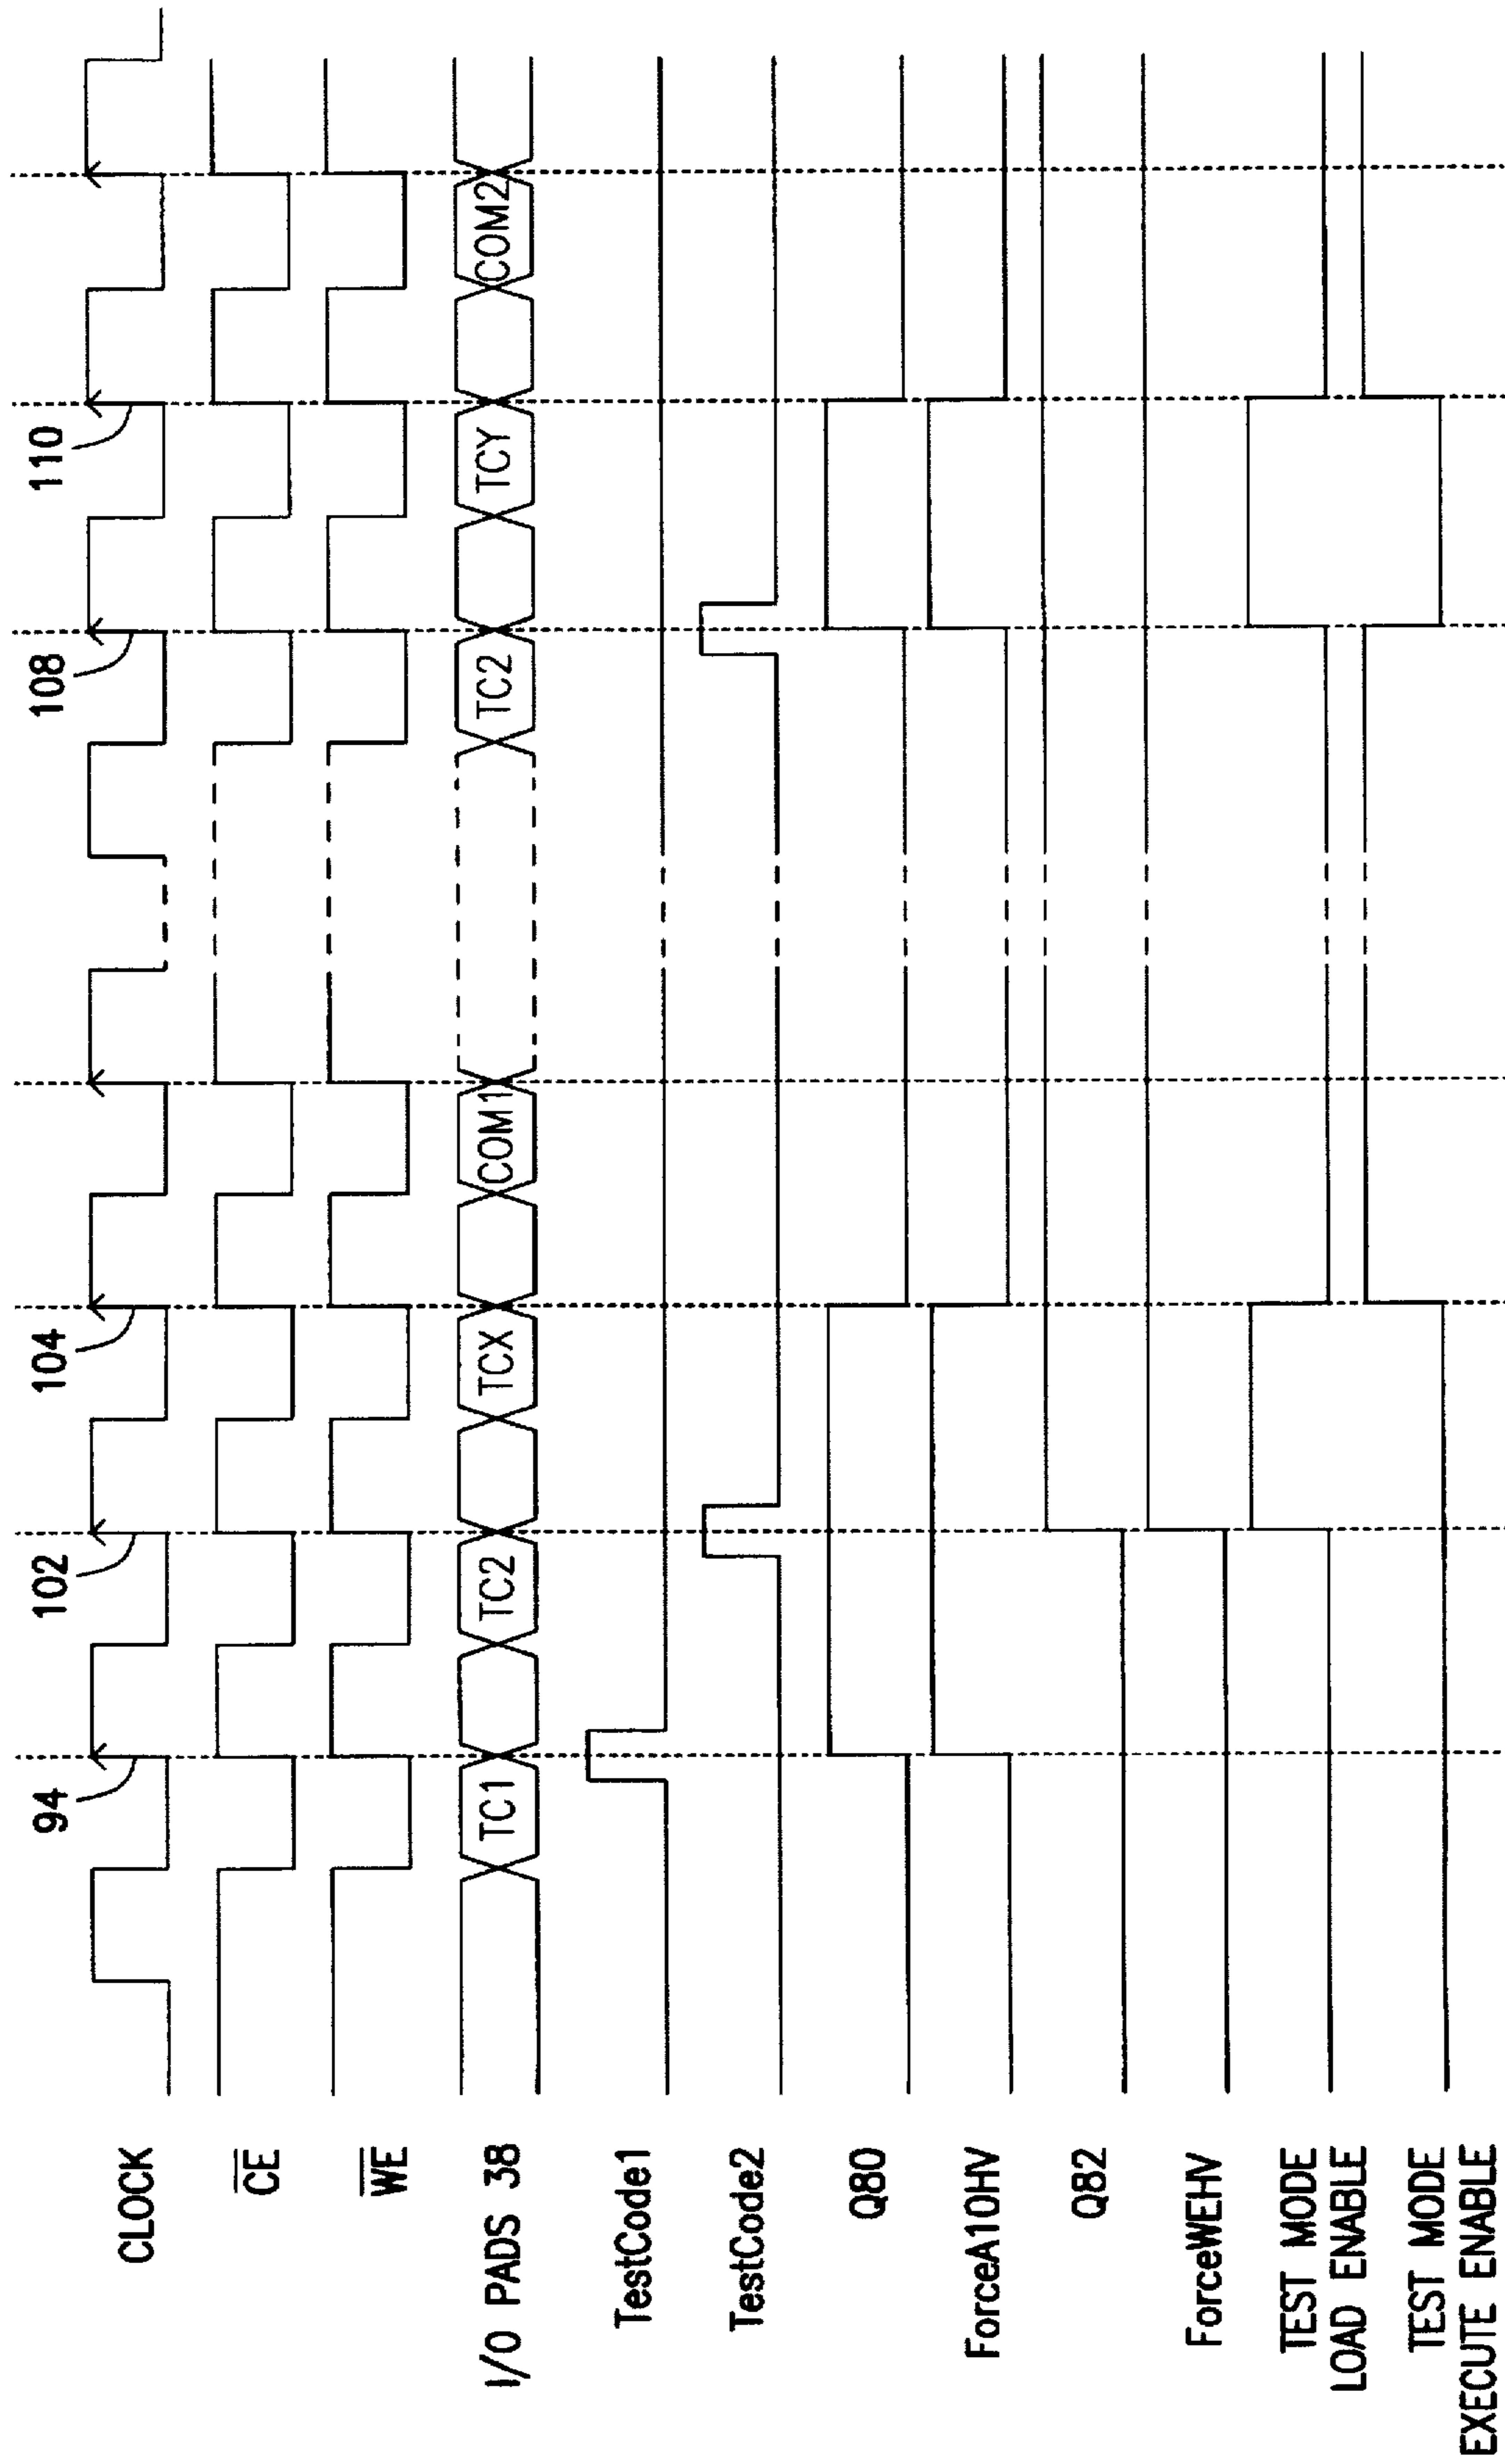 94
102
104
108
110
CLOCK
CE
WE
I/O PADS 38
TC1
TC2
TCX
COM1
TC2
TCY
COM2
TestCode1
TestCode2
Q80
ForceA10HV
Q82
ForceWEHV
TEST MODE
LOAD ENABLE
TEST MODE
EXECUTE ENABLE